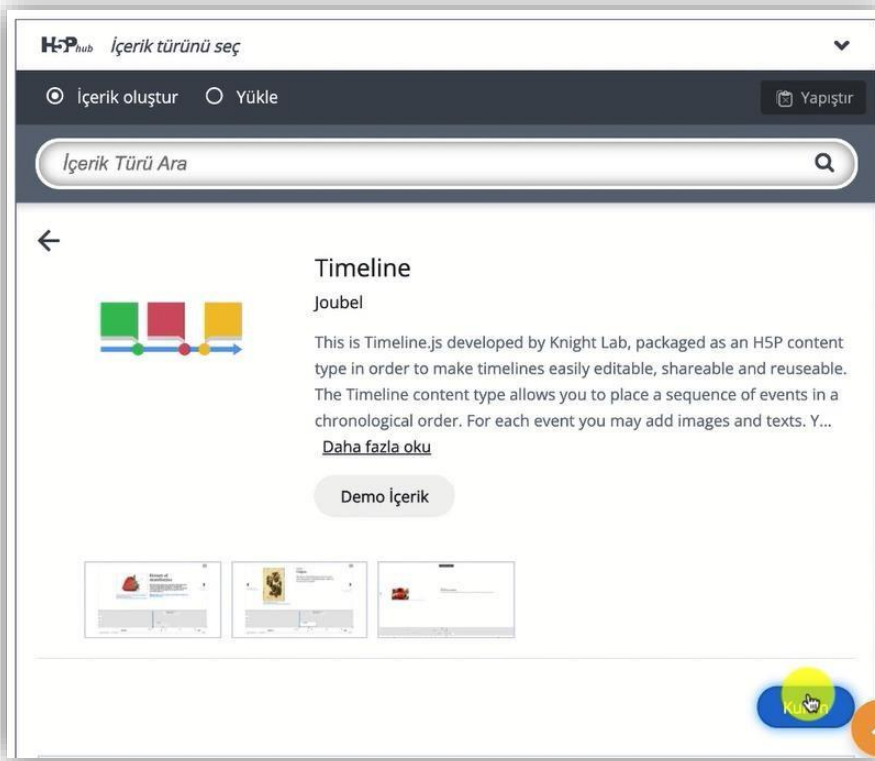 H5Phub İçerik türünü seç
İçerik oluştur Yükle Yapıştır
İçerik Türü Ara
Timeline
Joubel
This is Timeline.js developed by Knight Lab, packaged as an H5P content
type in order to make timelines easily editable, shareable and reuseable.
The Timeline content type allows you to place a sequence of events in a
chronological order. For each event you may add images and texts. Y...
Daha fazla oku
Demo İçerik